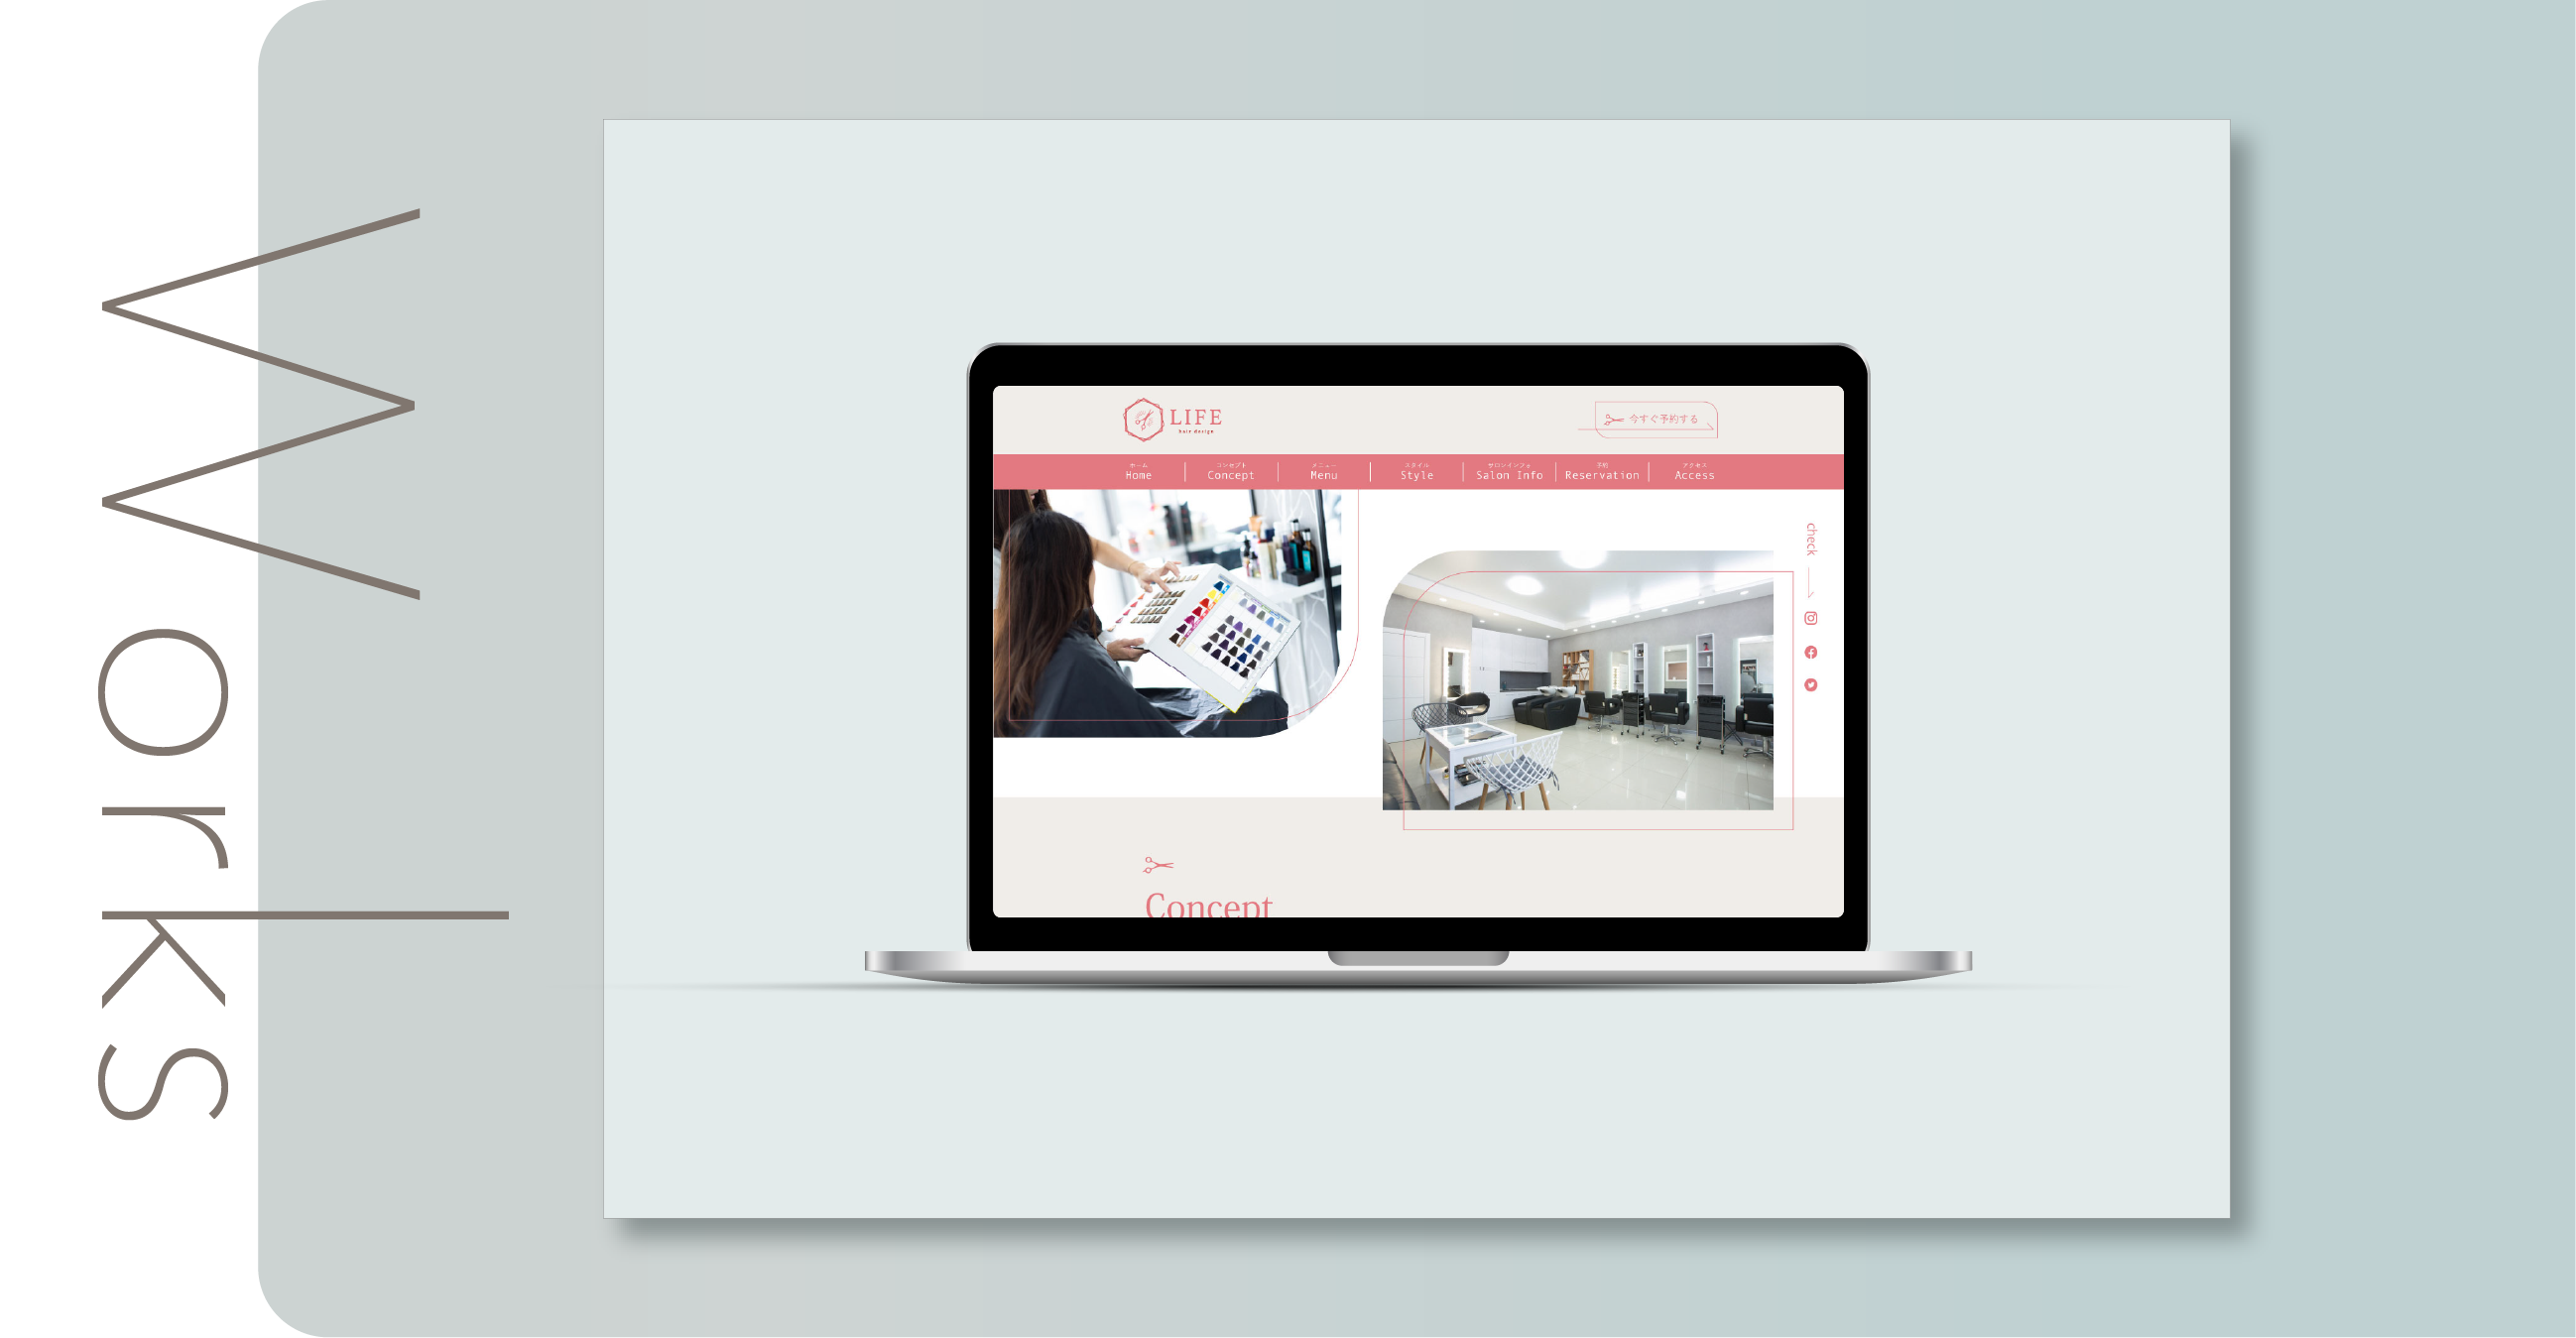 Works
LIFE
hair design
今すぐ予約する
ホーム
Home
コンセプト
Concept
メニュー
Menu
スタイル
Style
サロンインフォ
Salon Info
予約
Reservation
アクセス
Access
check
Concept